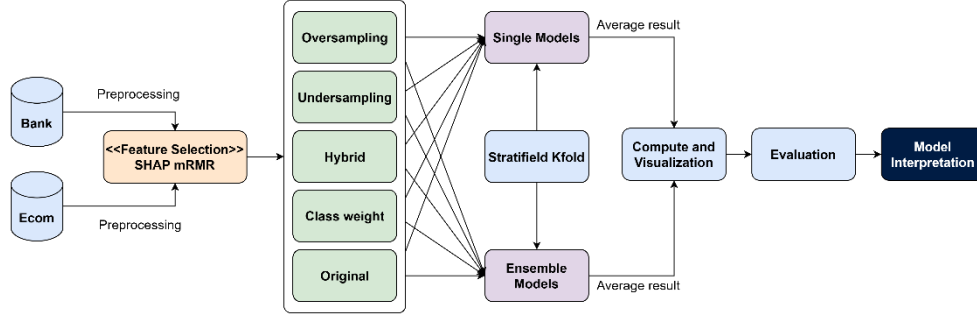 Bank
Preprocessing
Ecom
Preprocessing
<<Feature Selection>>
SHAP mRMR
Oversampling
Undersampling
Hybrid
Class weight
Original
Single Models
Stratifield Kfold
Ensemble
Models
Average result
Average result
Compute and
Visualization
Evaluation
Model
Interpretation